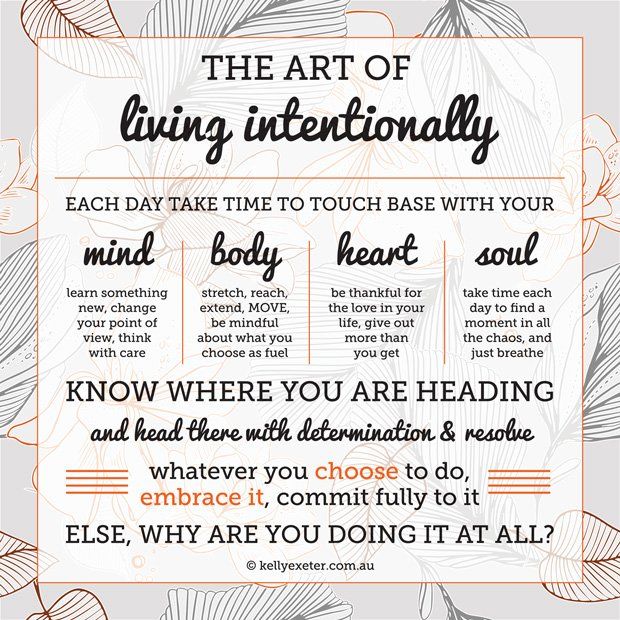 THE ART OF
living intentionally
EACH DAY TAKE TIME TO TOUCH BASE WITH YOUR
mind
learn something
new, change
your point of
view, think
with care
body
stretch, reach,
extend, MOVE,
be mindful
about what you
choose as fuel
heart
be thankful for
the love in your
life, give out
more than
you get
soul
take time each
day to find a
moment in all
the chaos, and
just breathe
KNOW WHERE YOU ARE HEADING
and head there with determination & resolve
whatever you choose to do,
embrace it, commit fully to it
ELSE, WHY ARE YOU DOING IT AT ALL?
© kellyexeter.com.au